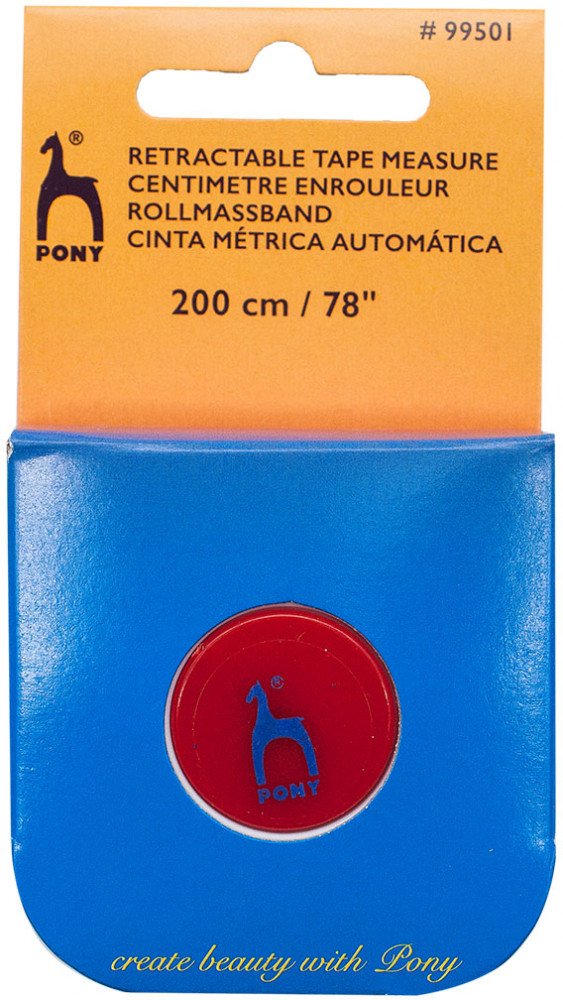 # 99501
®
PONY
RETRACTABLE TAPE MEASURE
CENTIMETRE ENROULEUR
ROLLMASSBAND
CINTA MÉTRICA AUTOMÁTICA
200 cm / 78"
®
PONY
create beauty with Pony